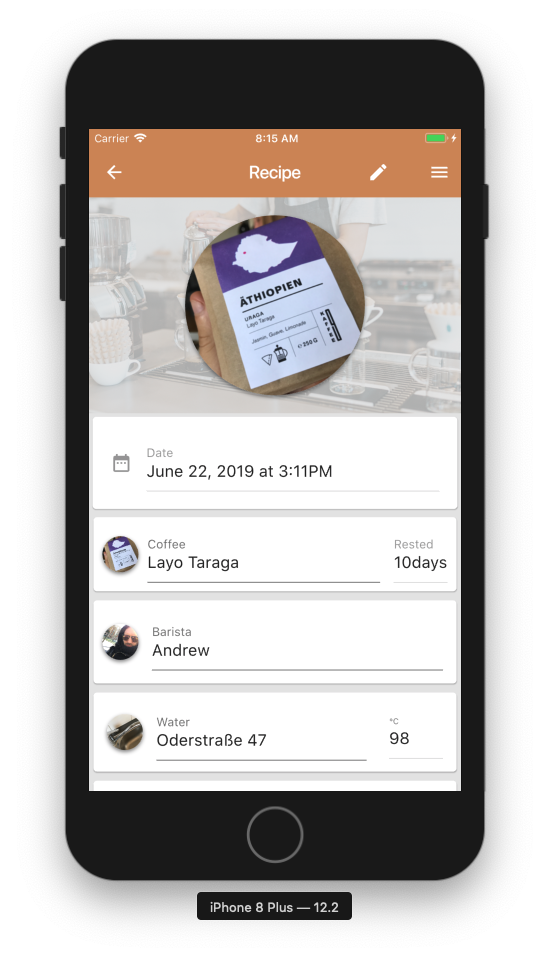 Carrier
8:15 AM
Recipe
ÄTHIOPIEN
URAGA
Layo Taraga
Jasmin, Guave, Limonade
250 G
KAFFEE
Date
June 22, 2019 at 3:11PM
Coffee
Rested
Layo Taraga
10days
Barista
Andrew
Water
°C
Oderstraße 47
98
iPhone 8 Plus — 12.2